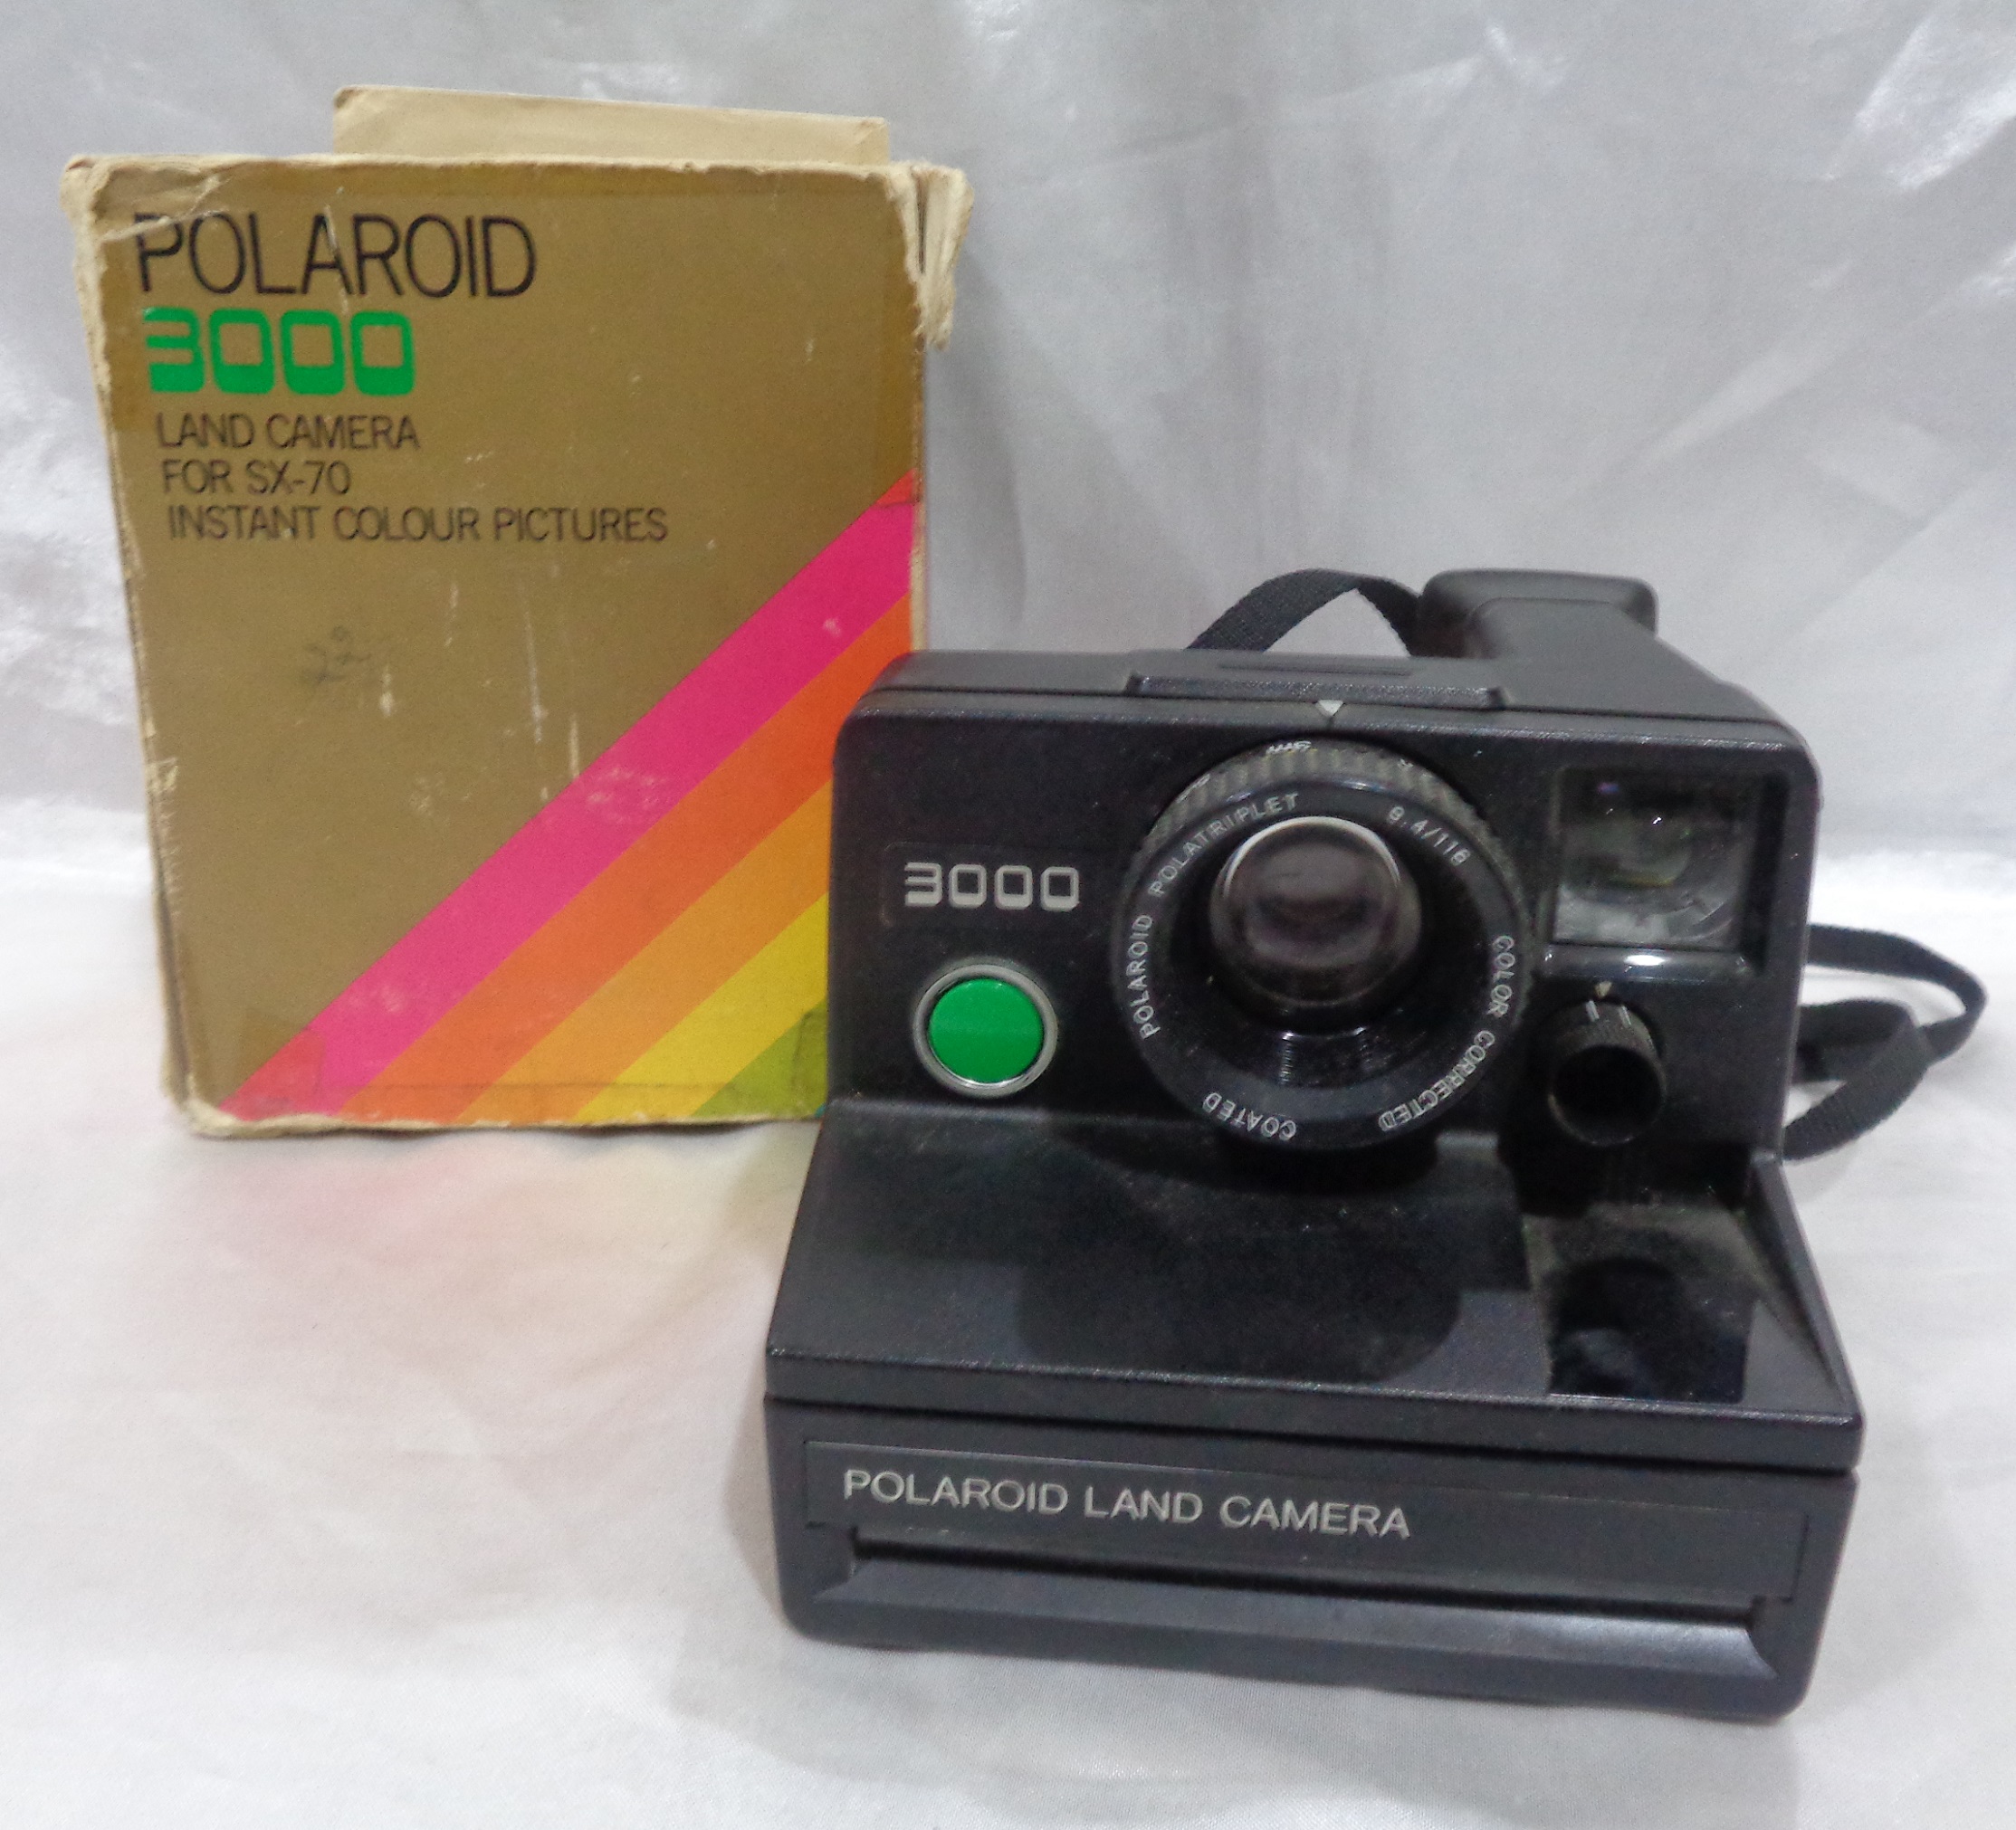 POLAROID
3000
LAND CAMERA
FOR SX-70
INSTANT COLOUR PICTURES
3000
POLAROID POLATRIPLET
9.4/116
COLOR CORRECTED
COATED
POLAROID LAND CAMERA